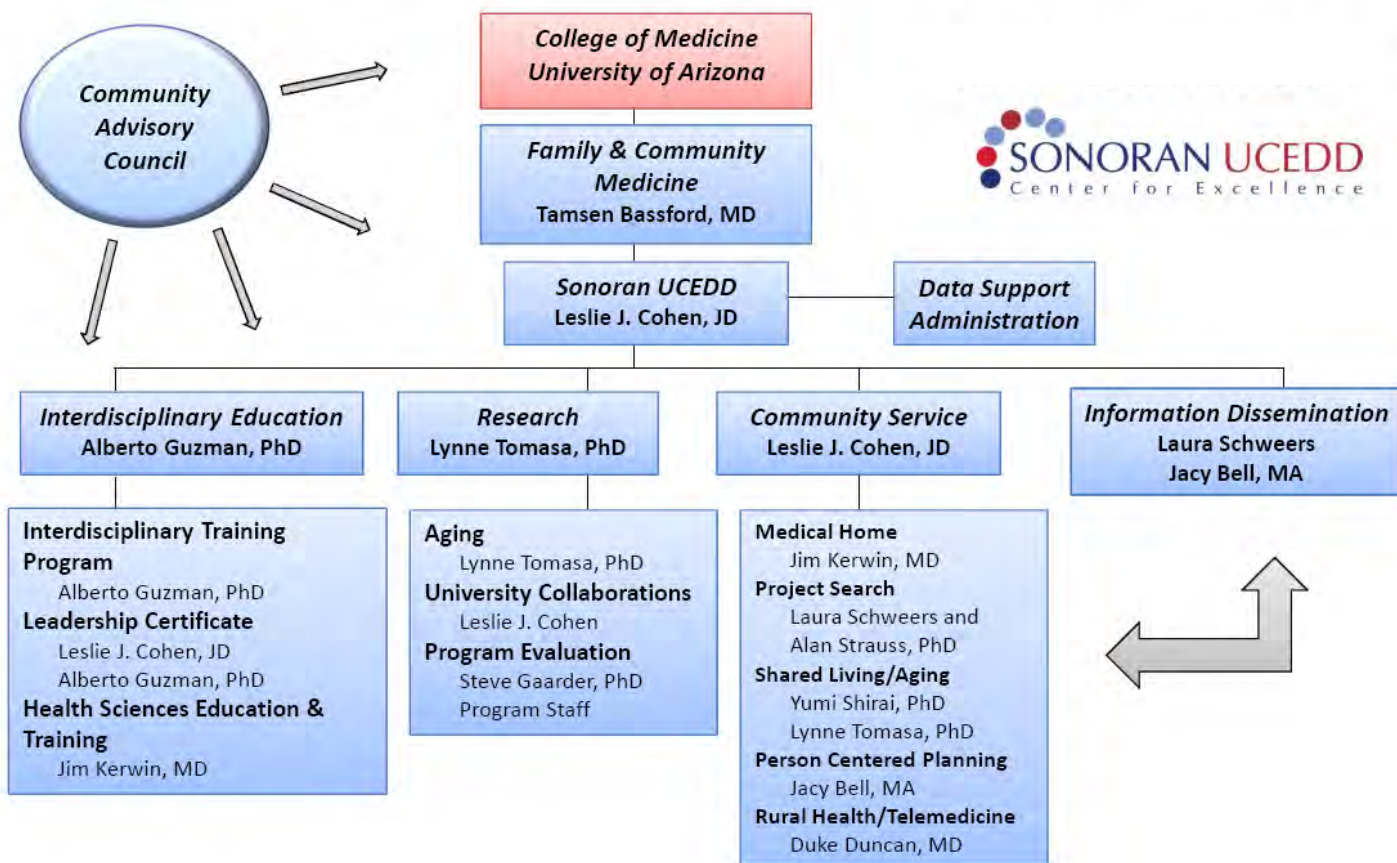 Community
Advisory
Council
College of Medicine
University of Arizona
Family & Community
Medicine
Tamsen Bassford, MD
SONORAN UCEDD
Center for Excellence
Sonoran UCEDD
Leslie J. Cohen, JD
Data Support
Administration
Interdisciplinary Education
Alberto Guzman, PhD
Research
Lynne Tomasa, PhD
Community Service
Leslie J. Cohen, JD
Information Dissemination
Laura Schweers
Jacy Bell, MA
Interdisciplinary Training
Program
Alberto Guzman, PhD
Leadership Certificate
Leslie J. Cohen, JD
Alberto Guzman, PhD
Health Sciences Education &
Training
Jim Kerwin, MD
Aging
Lynne Tomasa, PhD
University Collaborations
Leslie J. Cohen
Program Evaluation
Steve Gaarder, PhD
Program Staff
Medical Home
Jim Kerwin, MD
Project Search
Laura Schweers and
Alan Strauss, PhD
Shared Living/Aging
Yumi Shirai, PhD
Lynne Tomasa, PhD
Person Centered Planning
Jacy Bell, MA
Rural Health/Telemedicine
Duke Duncan, MD